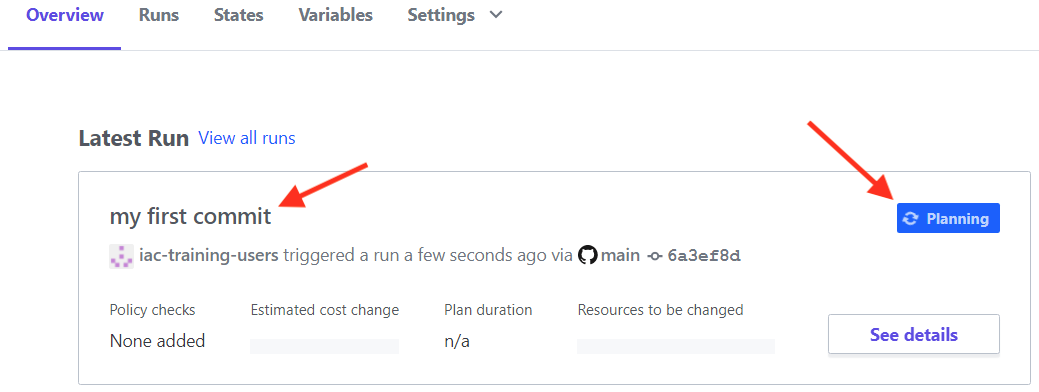 Overview Runs States Variables Settings
Latest Run View all runs
my first commit
Planning
iac-training-users triggered a run a few seconds ago via main 6a3ef8d
Policy checks Estimated cost change Plan duration Resources to be changed
None added n/a
See details